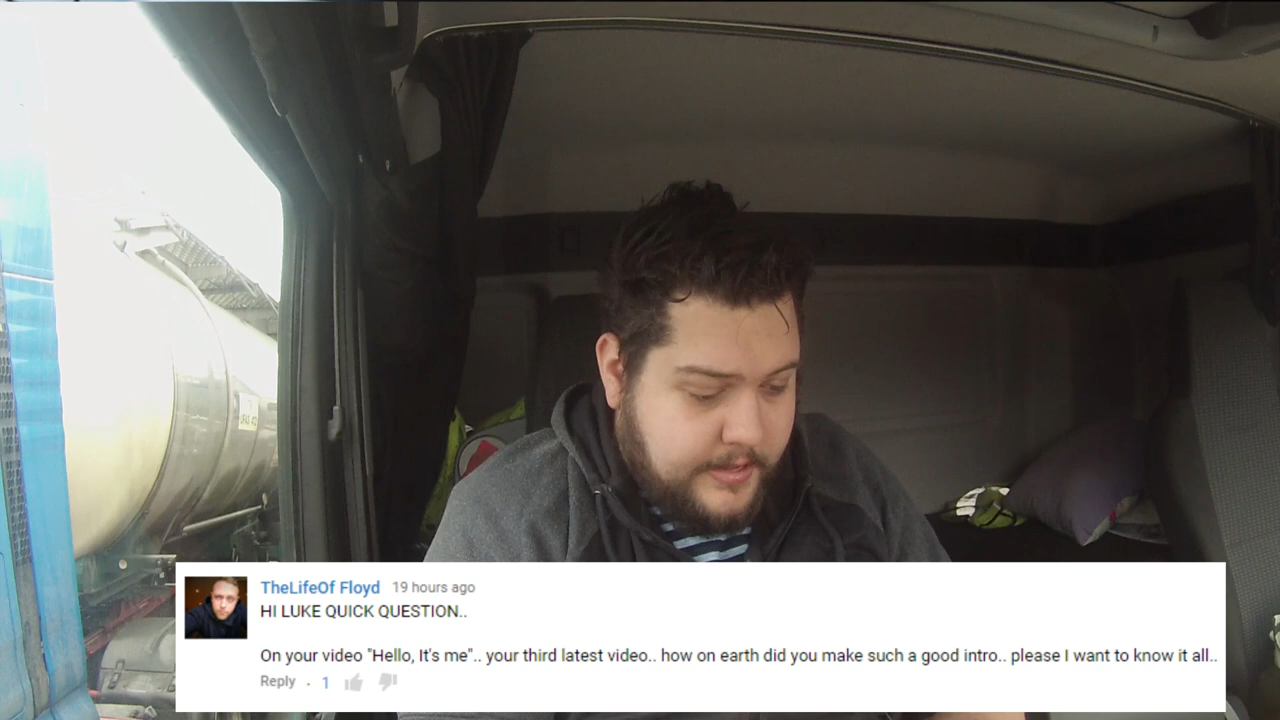 TheLifeOf Floyd 19 hours ago
HI LUKE QUICK QUESTION..
On your video "Hello, It's me".. your third latest video.. how on earth did you make such a good intro.. please I want to know it all..
Reply . 1